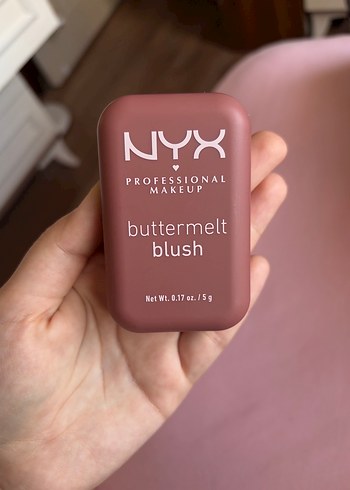 NYX
PROFESSIONAL
MAKEUP
buttermelt
blush
Net Wt. 0.17 oz. / 5 g